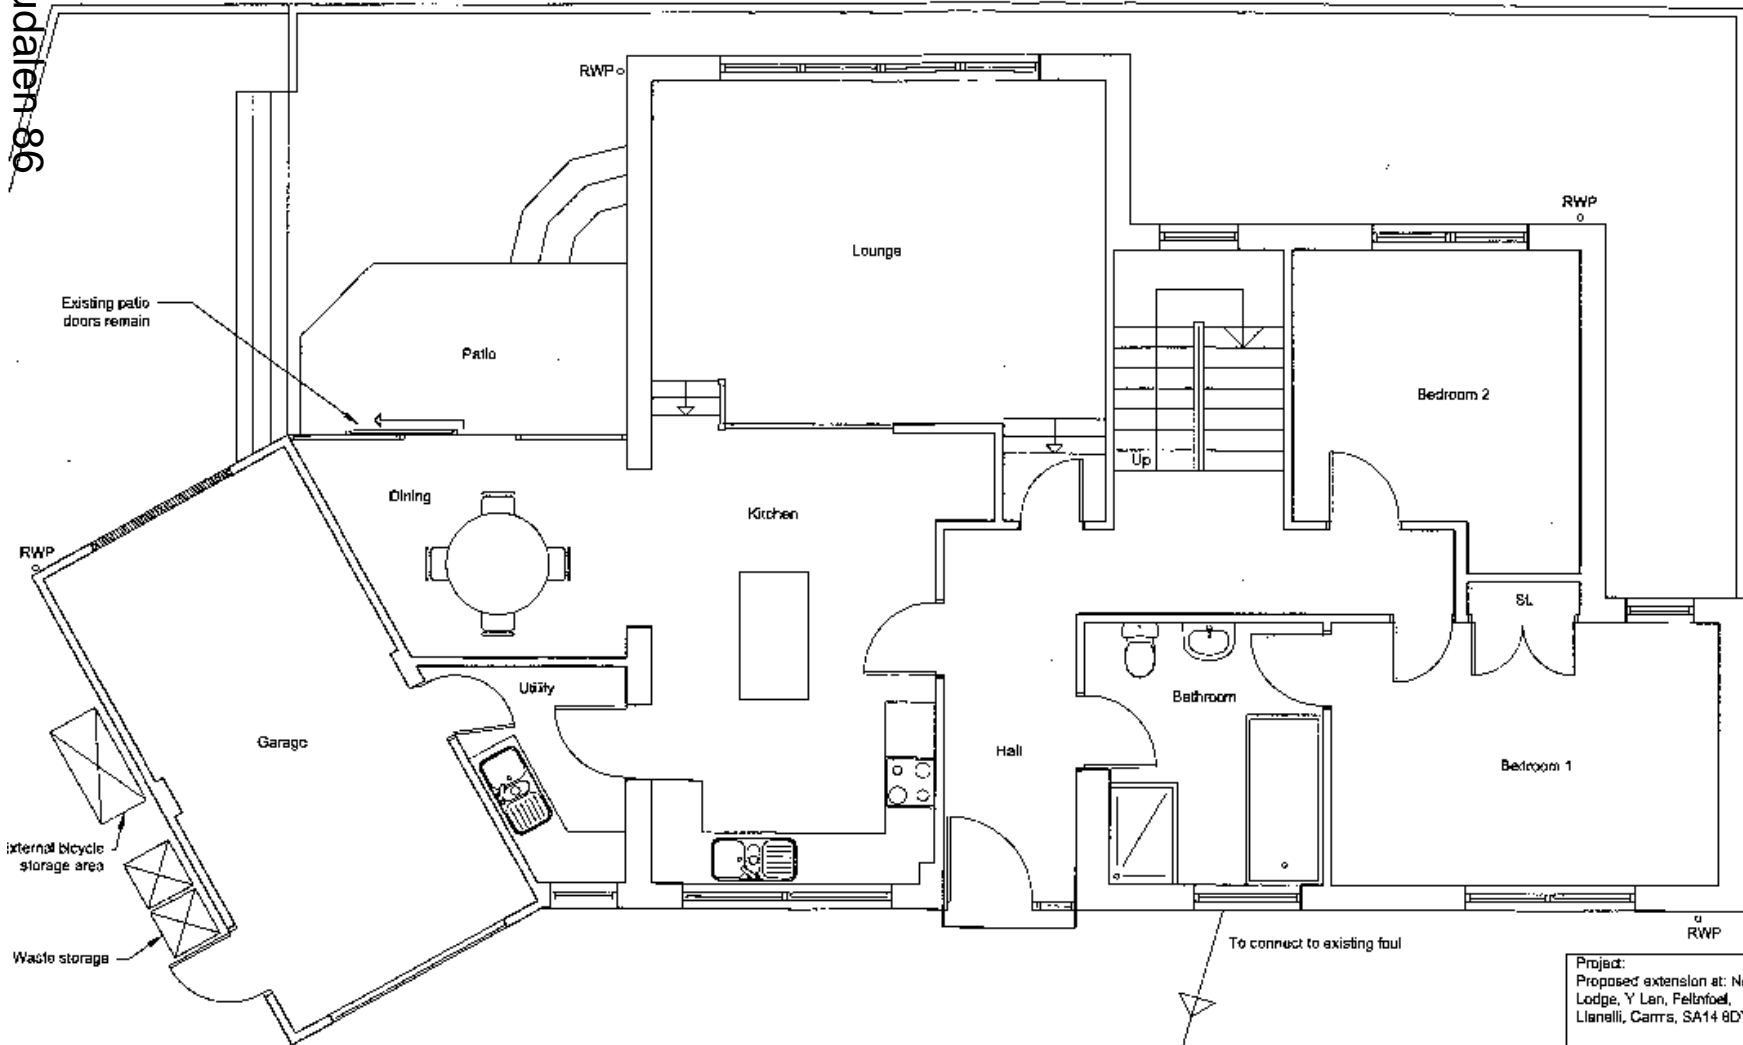 udalen 86
RWP
RWP
Lounge
Existing patio
doors remain
Patio
Bedroom 2
Up
Dining
Kitchen
RWP
St.
Utility
Bathroom
Garage
Hall
Bedroom 1
external bicycle
storage area
Waste storage
To connect to existing foul
RWP
Project:
Proposed extension at:
Lodge, Y Lan, Felinfoel,
Llanelli, Carms, SA14